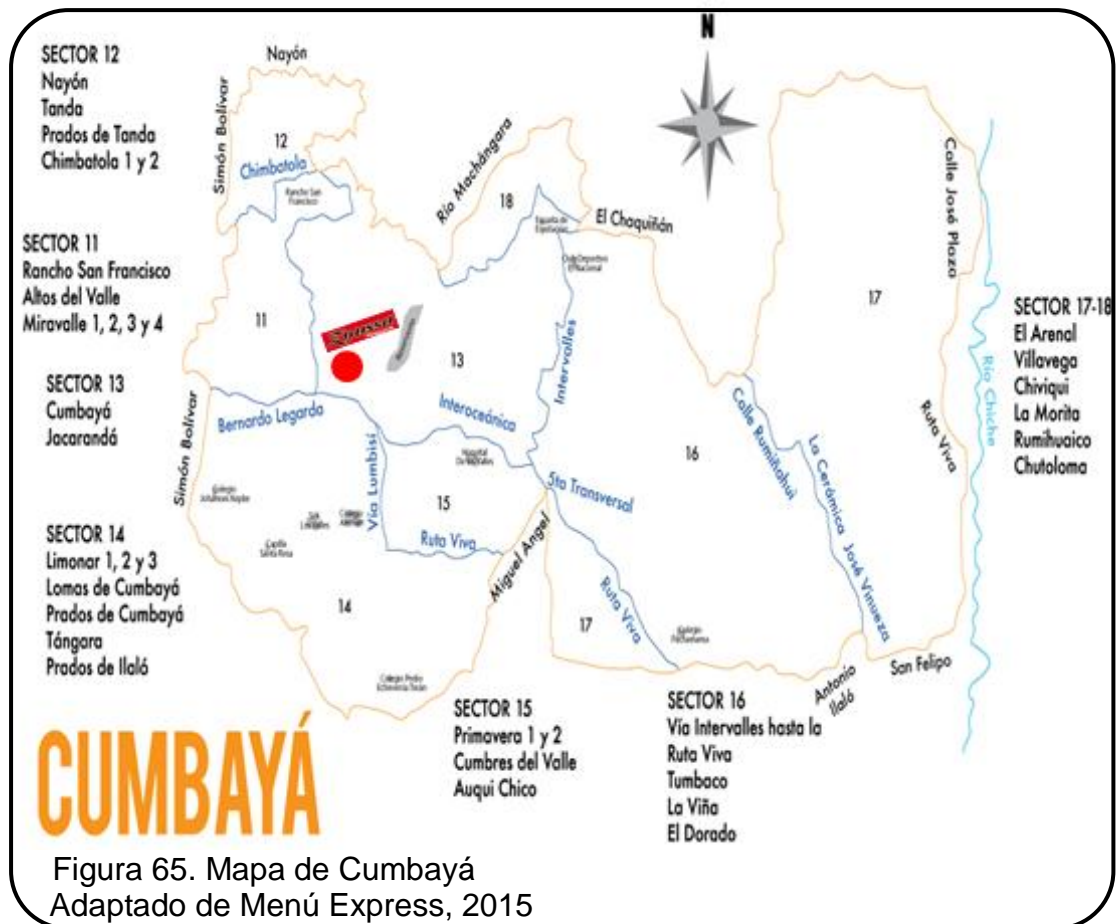 N
SECTOR 12
Nayón
Tanda
Prados de Tanda
Chimbatola 1 y 2
Nayón
Simón Bolívar
12
Chimbatola
Rancho San
Francisco
Río Machángara
18
El Chaquiñán
Calle José Plaza
SECTOR 11
Rancho San Francisco
Altos del Valle
Miravalle 1, 2, 3 y 4
11
13
17
Intervalles
Río Chiche
SECTOR 17-18
El Arenal
Villavega
Chiviqui
La Morita
Rumihuaico
Chutoloma
SECTOR 13
Cumbayá
Jacarandá
Bernardo Legarda
Interoceánica
Calle Rumiñahui
Ruta Viva
Simón Bolívar
Vía Lumbisí
15
5ta Transversal
16
La Cerámica José Vinueza
Ruta Viva
Miguel Angel
SECTOR 14
Limonar 1, 2 y 3
Lomas de Cumbayá
Prados de Cumbayá
Tángara
Prados de Ilaló
Capilla
Santa Rosa
14
17
Ruta Viva
Colegio
Colegio Pedro
Antonio
Ilaló
San Felipo
SECTOR 15
Primavera 1 y 2
Cumbres del Valle
Auqui Chico
SECTOR 16
Vía Intervalles hasta la
Ruta Viva
Tumbaco
La Viña
El Dorado
CUMBAYÁ
Figura 65. Mapa de Cumbayá
Adaptado de Menú Express, 2015